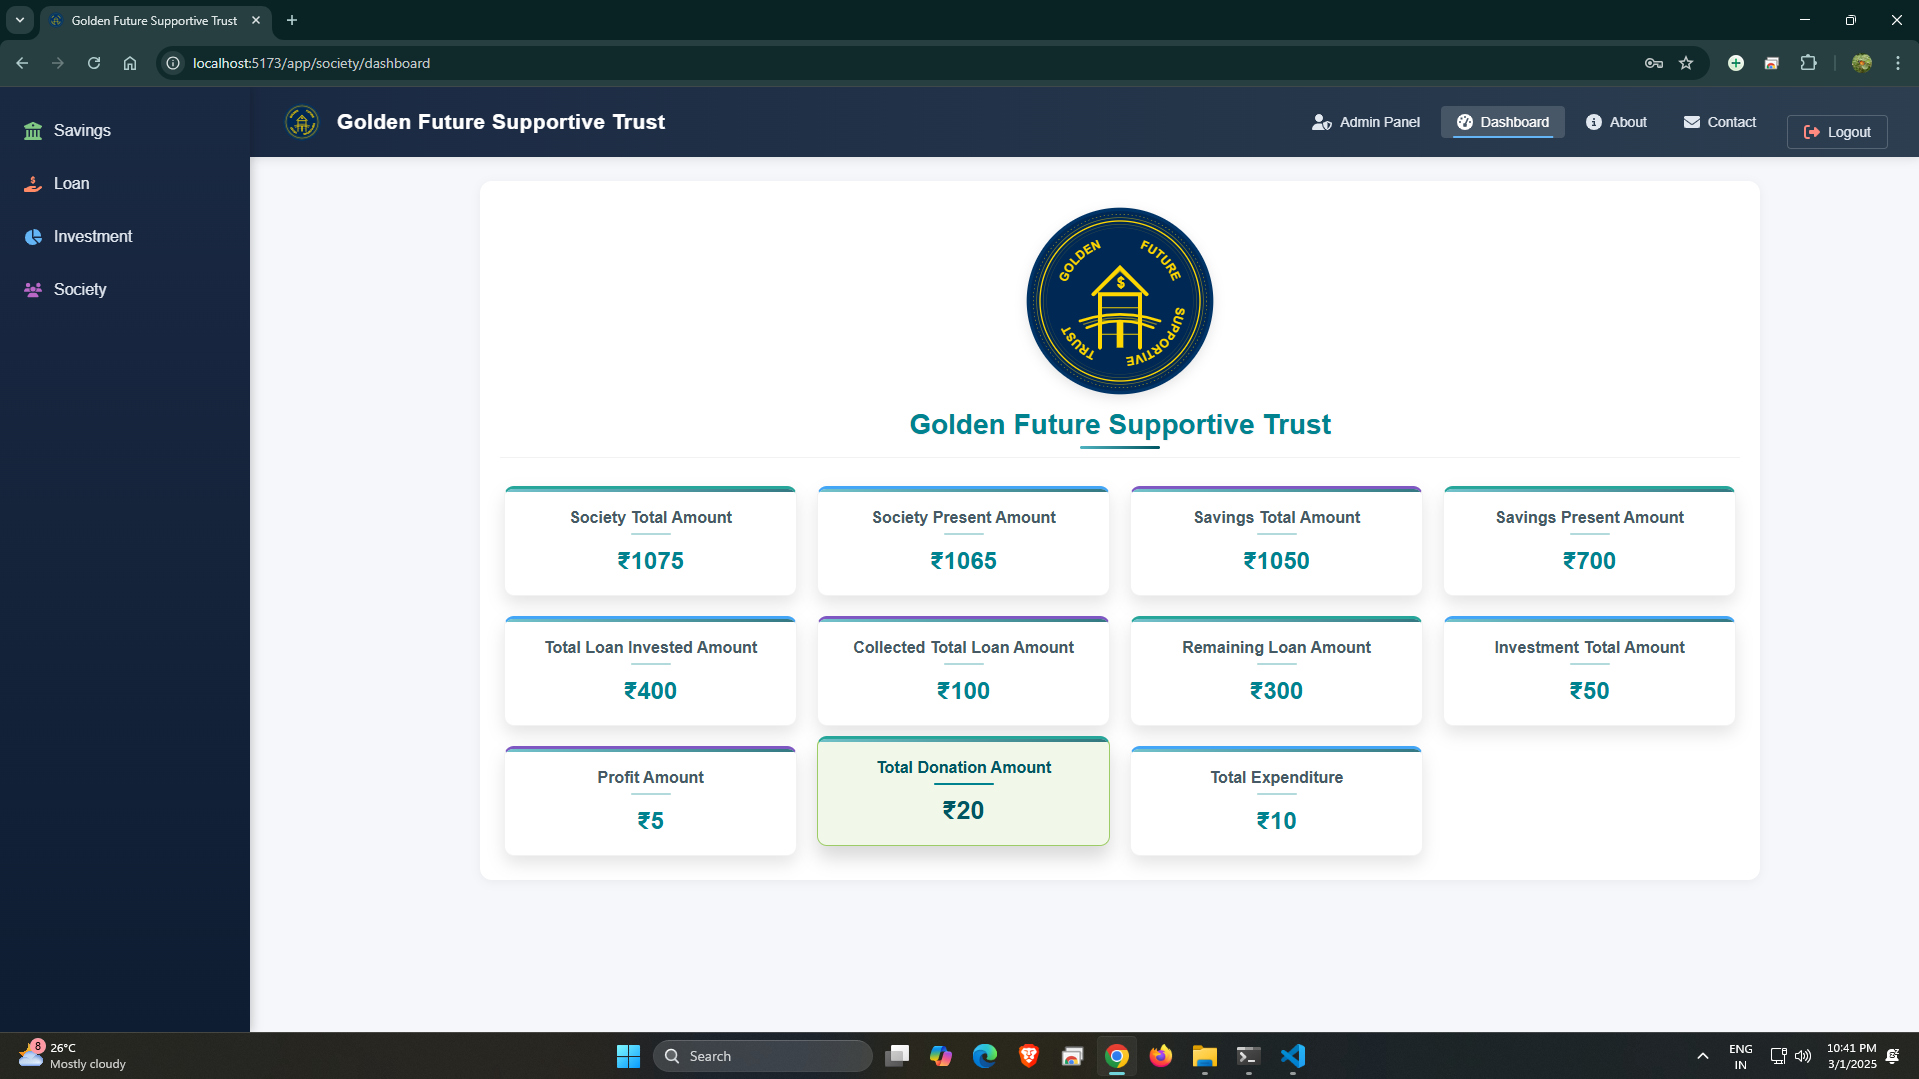 Golden Future Supportive Trust
localhost:5173/app/society/dashboard
Savings
Loan
Investment
Society
Golden Future Supportive Trust
Admin Panel
Dashboard
About
Contact
Logout
GOLDEN FUTURE SUPPORTIVE TRUST
$
Golden Future Supportive Trust
Society Total Amount
₹1075
Society Present Amount
₹1065
Savings Total Amount
₹1050
Savings Present Amount
₹700
Total Loan Invested Amount
₹400
Collected Total Loan Amount
₹100
Remaining Loan Amount
₹300
Investment Total Amount
₹50
Profit Amount
₹5
Total Donation Amount
₹20
Total Expenditure
₹10
8
26°C
Mostly cloudy
Search
ENG
IN
10:41 PM
3/1/2025